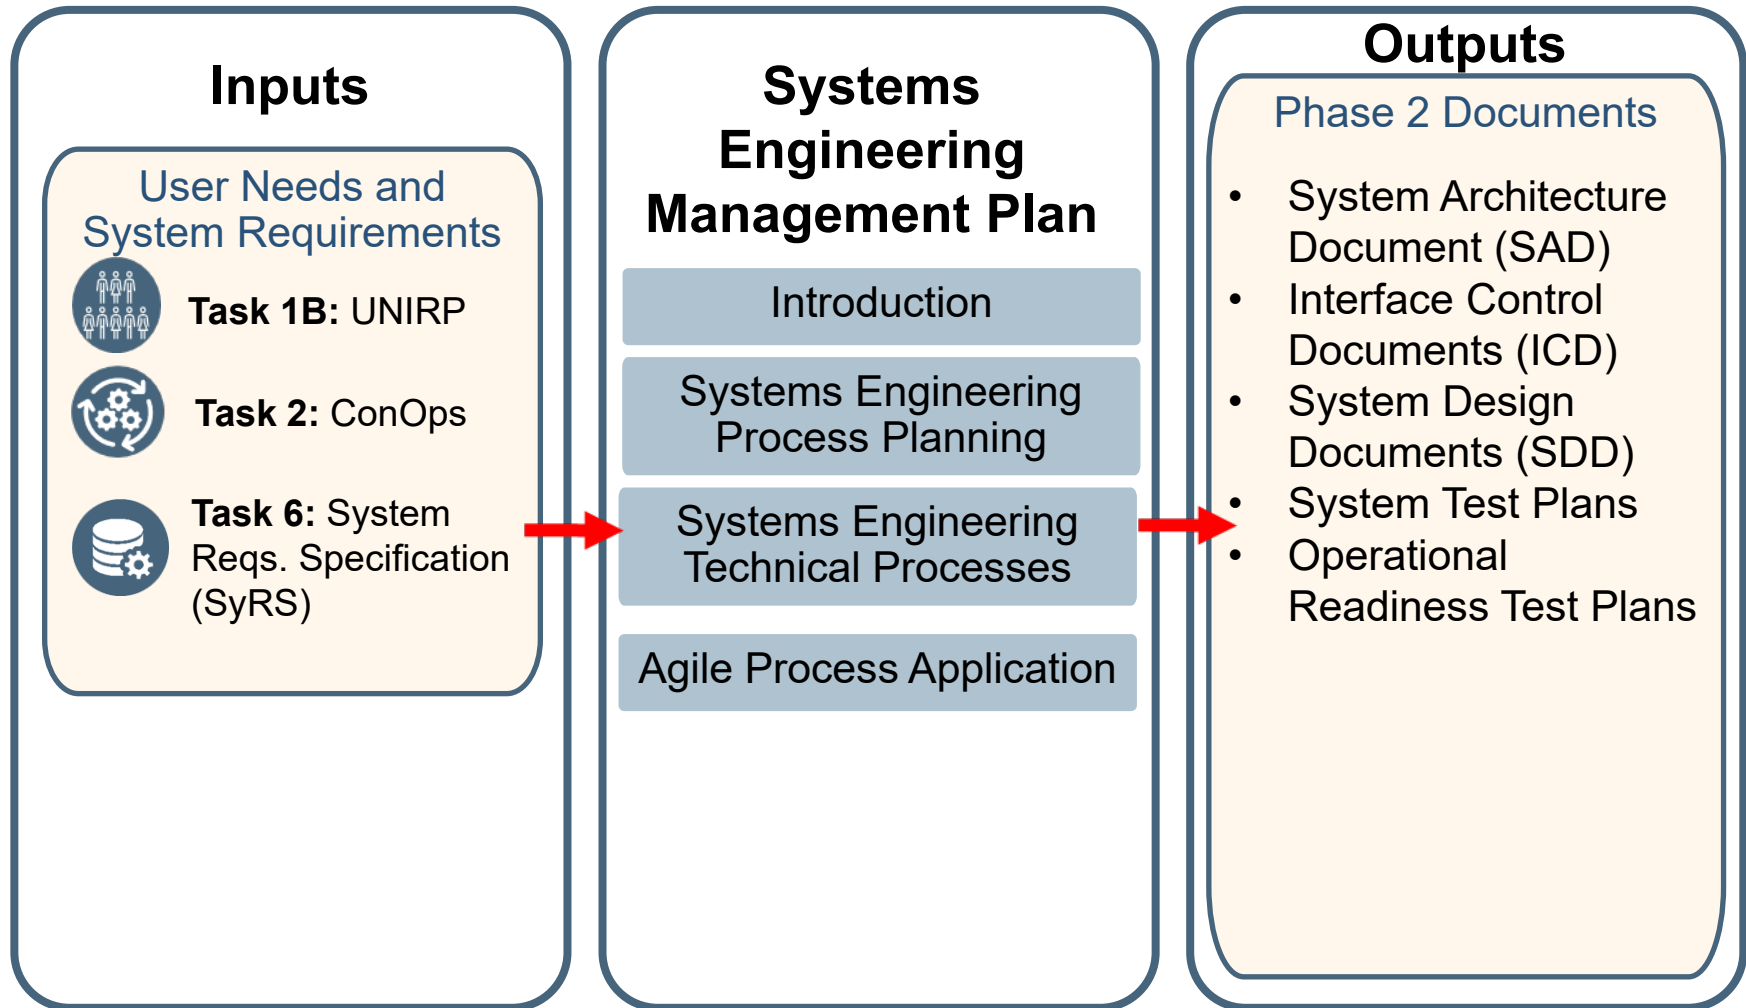 Inputs
User Needs and
System Requirements
Task 1B: UNIRP
Task 2: ConOps
Task 6: System
Reqs. Specification
(SyRS)
Systems
Engineering
Management Plan
Introduction
Systems Engineering
Process Planning
Systems Engineering
Technical Processes
Agile Process Application
Outputs
Phase 2 Documents
• System Architecture
Document (SAD)
• Interface Control
Documents (ICD)
• System Design
Documents (SDD)
• System Test Plans
• Operational
Readiness Test Plans